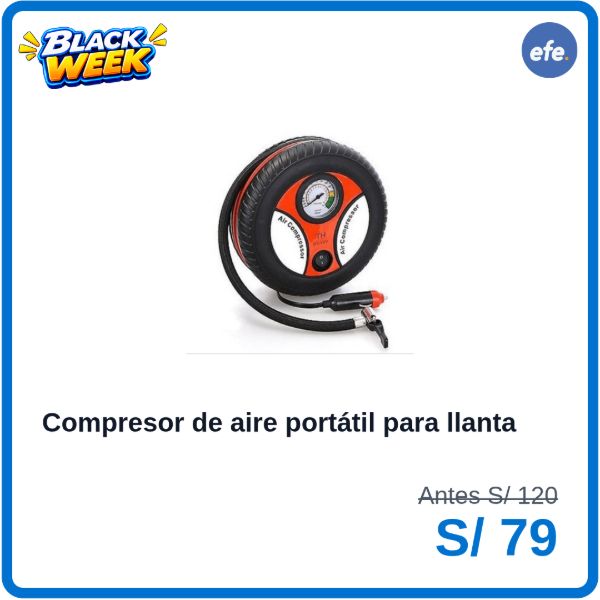 BLACK
WEEK
efe.
Air Compressor
Air Compressor
Compresor de aire portátil para llanta
Antes S/ 120
S/ 79